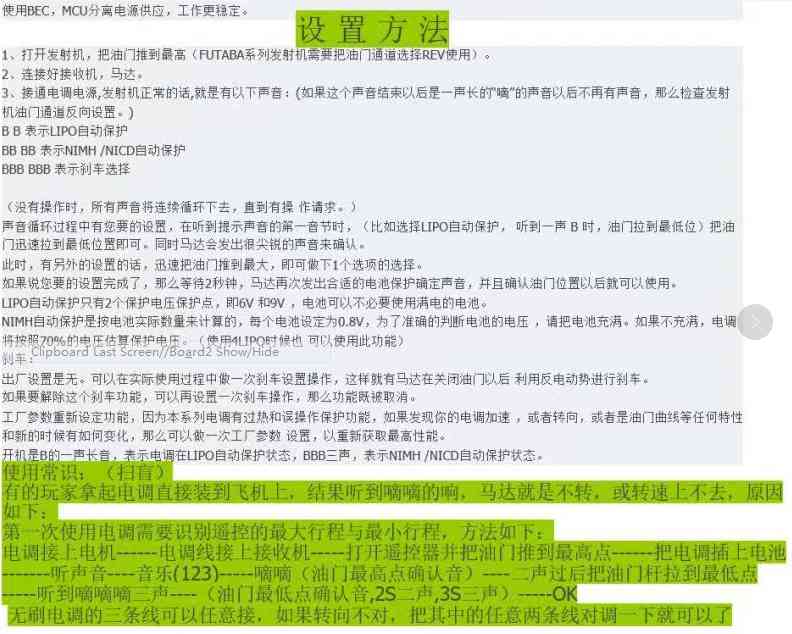 使用BEC，MCU分离电源供应，工作更稳定。
设 置 方 法
1、打开发射机，把油门推到最高（FUTABA系列发射机需要把油门通道选择REV使用）。
2、连接好接收机，马达。
3、接通电调电源,发射机正常的话,就是有以下声音：(如果这个声音结束以后是一声长的“嘀”的声音以后不再有声音，那么检查发射
机油门通道反向设置。)
B B 表示LIPO自动保护
BB BB 表示NIMH /NICD自动保护
BBB BBB 表示刹车选择
（没有操作时，所有声音将连续循环下去，直到有操 作请求。）
声音循环过程中有您要的设置，在听到提示声音的第一音节时，（比如选择LIPO自动保护， 听到一声 B 时，油门拉到最低位）把油
门迅速拉到最低位置即可。同时马达会发出很尖锐的声音来确认。
此时，有另外的设置的话，迅速把油门推到最大，即可做下1个选项的选择。
如果说您要的设置完成了，那么等待2秒钟，马达再次发出合适的电池保护确定声音，并且确认油门位置以后就可以使用。
LIPO自动保护只有2个保护电压保护点，即6V 和9V ，电池可以不必要使用满电的电池。
NIMH自动保护是按电池实际数量来计算的，每个电池设定为0.8V，为了准确的判断电池的电压 ，请把电池充满。如果不充满，电调
将按照70%的电压估算保护电压。（使用4LIPO时候也 可以使用此功能）
Clipboard Last Screen//Board2 Show/Hide
刹车：
出厂设置是无。可以在实际使用过程中做一次刹车设置操作，这样就有马达在关闭油门以后 利用反电动势进行刹车。
如果要解除这个刹车功能，可以再设置一次刹车操作，那么功能既被取消。
工厂参数重新设定功能，因为本系列电调有过热和误操作保护功能，如果发现你的电调加速 ，或者转向，或者是油门曲线等任何特性
和新的时候有如何变化，那么可以做一次工厂参数 设置，以重新获取最高性能。
开机是B的一声长音，表示电调在LIPO自动保护状态，BBB三声，表示NIMH /NICD自动保护状态。
使用常识：（扫盲）
有的玩家拿起电调直接装到飞机上，结果听到嘀嘀的响，马达就是不转，或转速上不去，原因
如下：
第一次使用电调需要识别遥控的最大行程与最小行程，方法如下：
电调接上电机------电调线接上接收机-----打开遥控器并把油门推到最高点------把电调插上电池
-------听声音----音乐(123)-----嘀嘀（油门最高点确认音）----二声过后把油门杆拉到最低点
-----听到嘀嘀嘀三声----（油门最低点确认音,2S二声,3S三声）-----OK
无刷电调的三条线可以任意接，如果转向不对，把其中的任意两条线对调一下就可以了